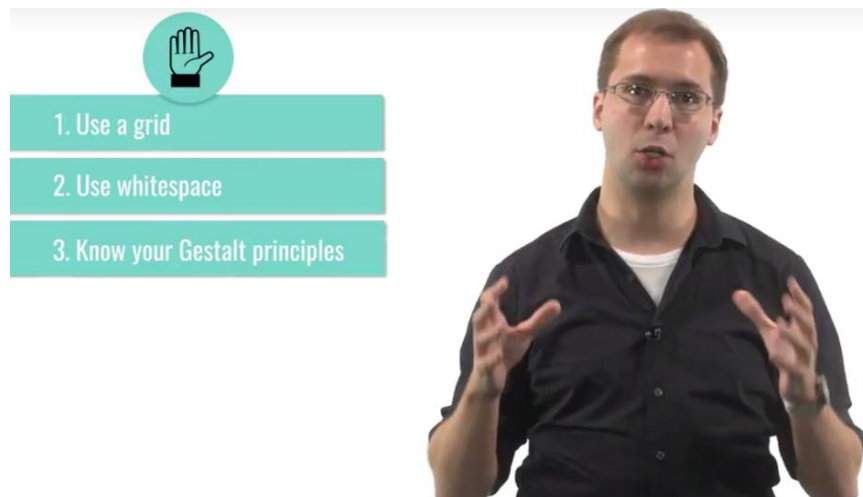 1. Use a grid
2. Use whitespace
3. Know your Gestalt principles